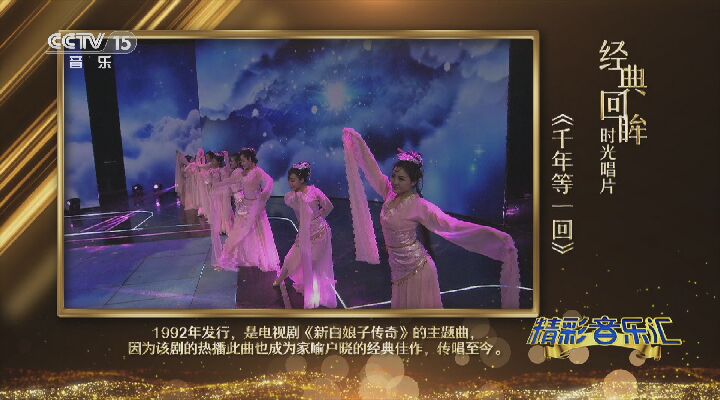 CCTV 15
音乐
经典回眸
时光唱片
《千年等一回》
1992年发行，是电视剧《新白娘子传奇》的主题曲，
因为该剧的热播此曲也成为家喻户晓的经典佳作，传唱至今。
精彩音乐汇